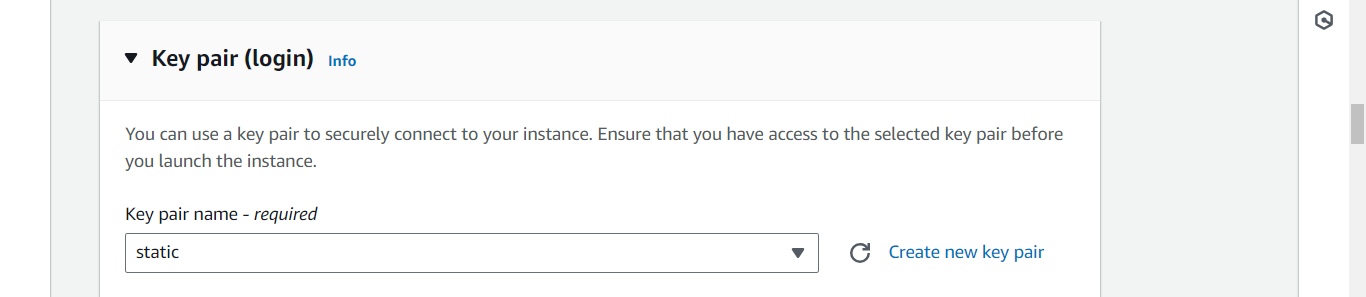 Key pair (login) Info
You can use a key pair to securely connect to your instance. Ensure that you have access to the selected key pair before
you launch the instance.
Key pair name - required
static
Create new key pair